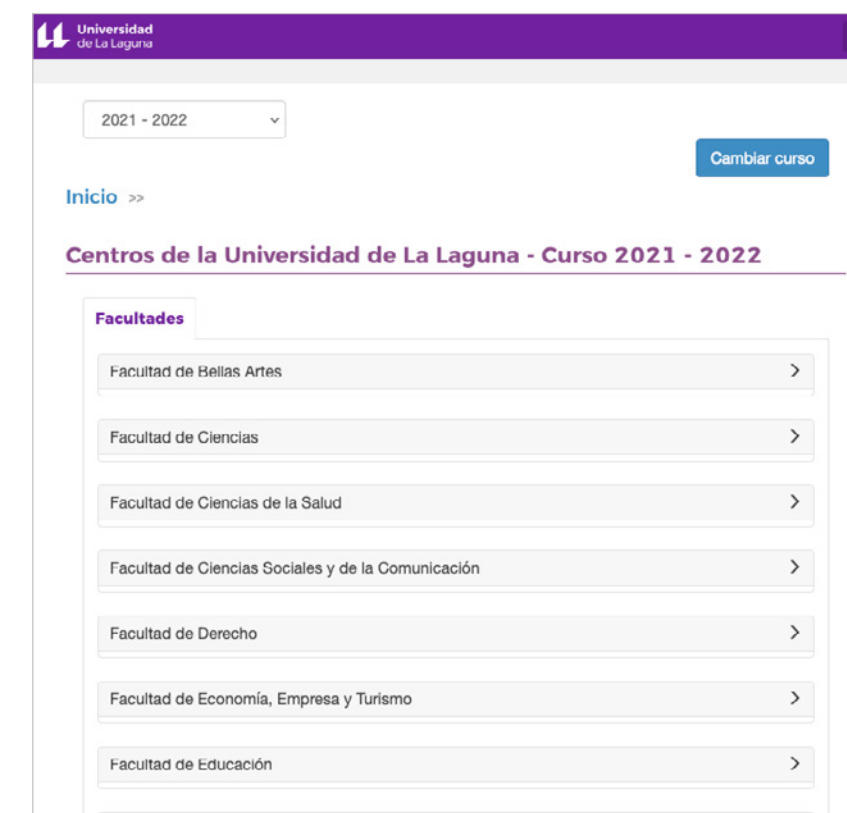 Universidad
de La Laguna
2021 - 2022
Cambiar curso
Inicio >>
Centros de la Universidad de La Laguna - Curso 2021 - 2022
Facultades
Facultad de Bellas Artes
Facultad de Ciencias
Facultad de Ciencias de la Salud
Facultad de Ciencias Sociales y de la Comunicación
Facultad de Derecho
Facultad de Economía, Empresa y Turismo
Facultad de Educación